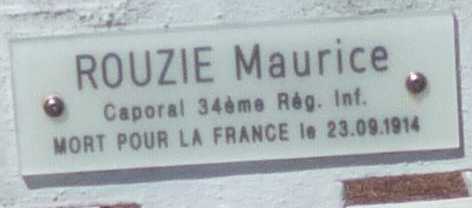 ROUZIE Maurice
Caporal 34ème Rég. Inf.
MORT POUR LA FRANCE le 23.09.1914